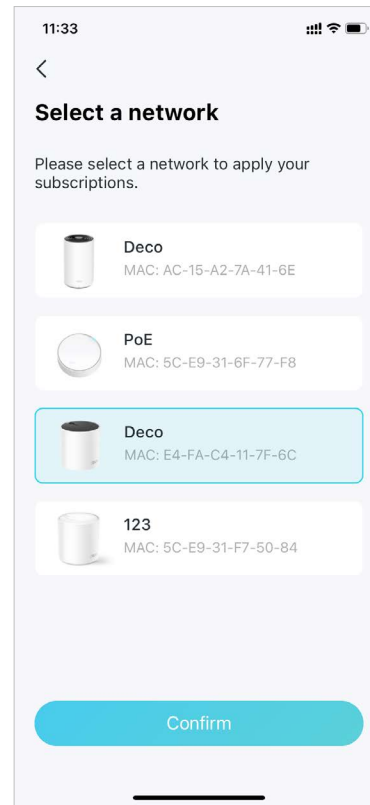 11:33
Select a network
Please select a network to apply your
subscriptions.
Deco
MAC: AC-15-A2-7A-41-6E
PoE
MAC: 5C-E9-31-6F-77-F8
Deco
MAC: E4-FA-C4-11-7F-6C
123
MAC: 5C-E9-31-F7-50-84
Confirm